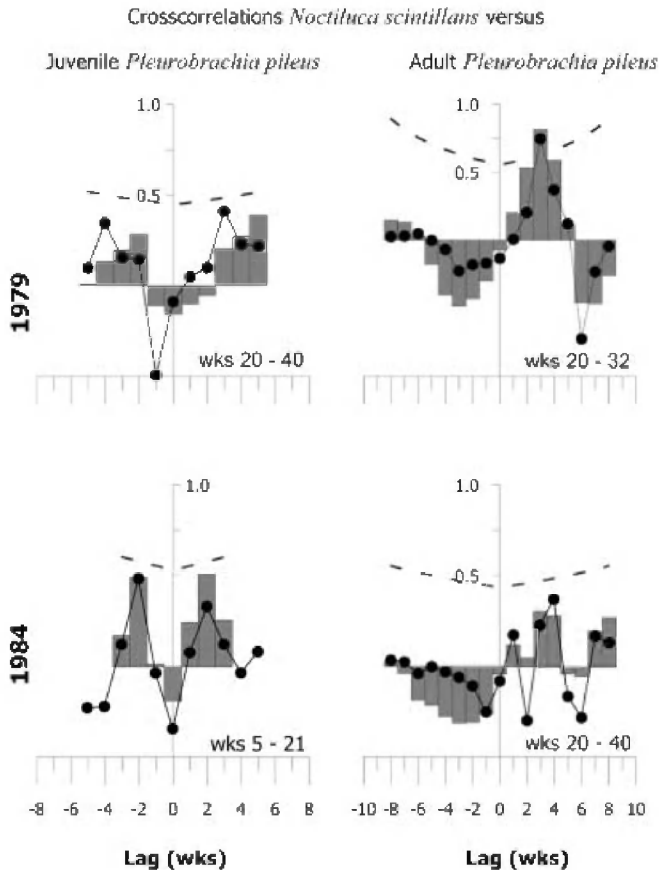 Crosscorrelations Noctiluca scintillans versus
Juvenile Pleurobrachia pileus
Adult Pleurobrachia pileus
1979
1.0
0.5
wks 20 - 40
1.0
0.5
wks 20 - 32
1984
1.0
0.5
wks 5 - 21
1.0
0.5
wks 20 - 40
-8 -6 -4 -2 0 2 4 6 8
-10 -8 -6 -4 -2 0 2 4 6 8 10
Lag (wks)
Lag (wks)